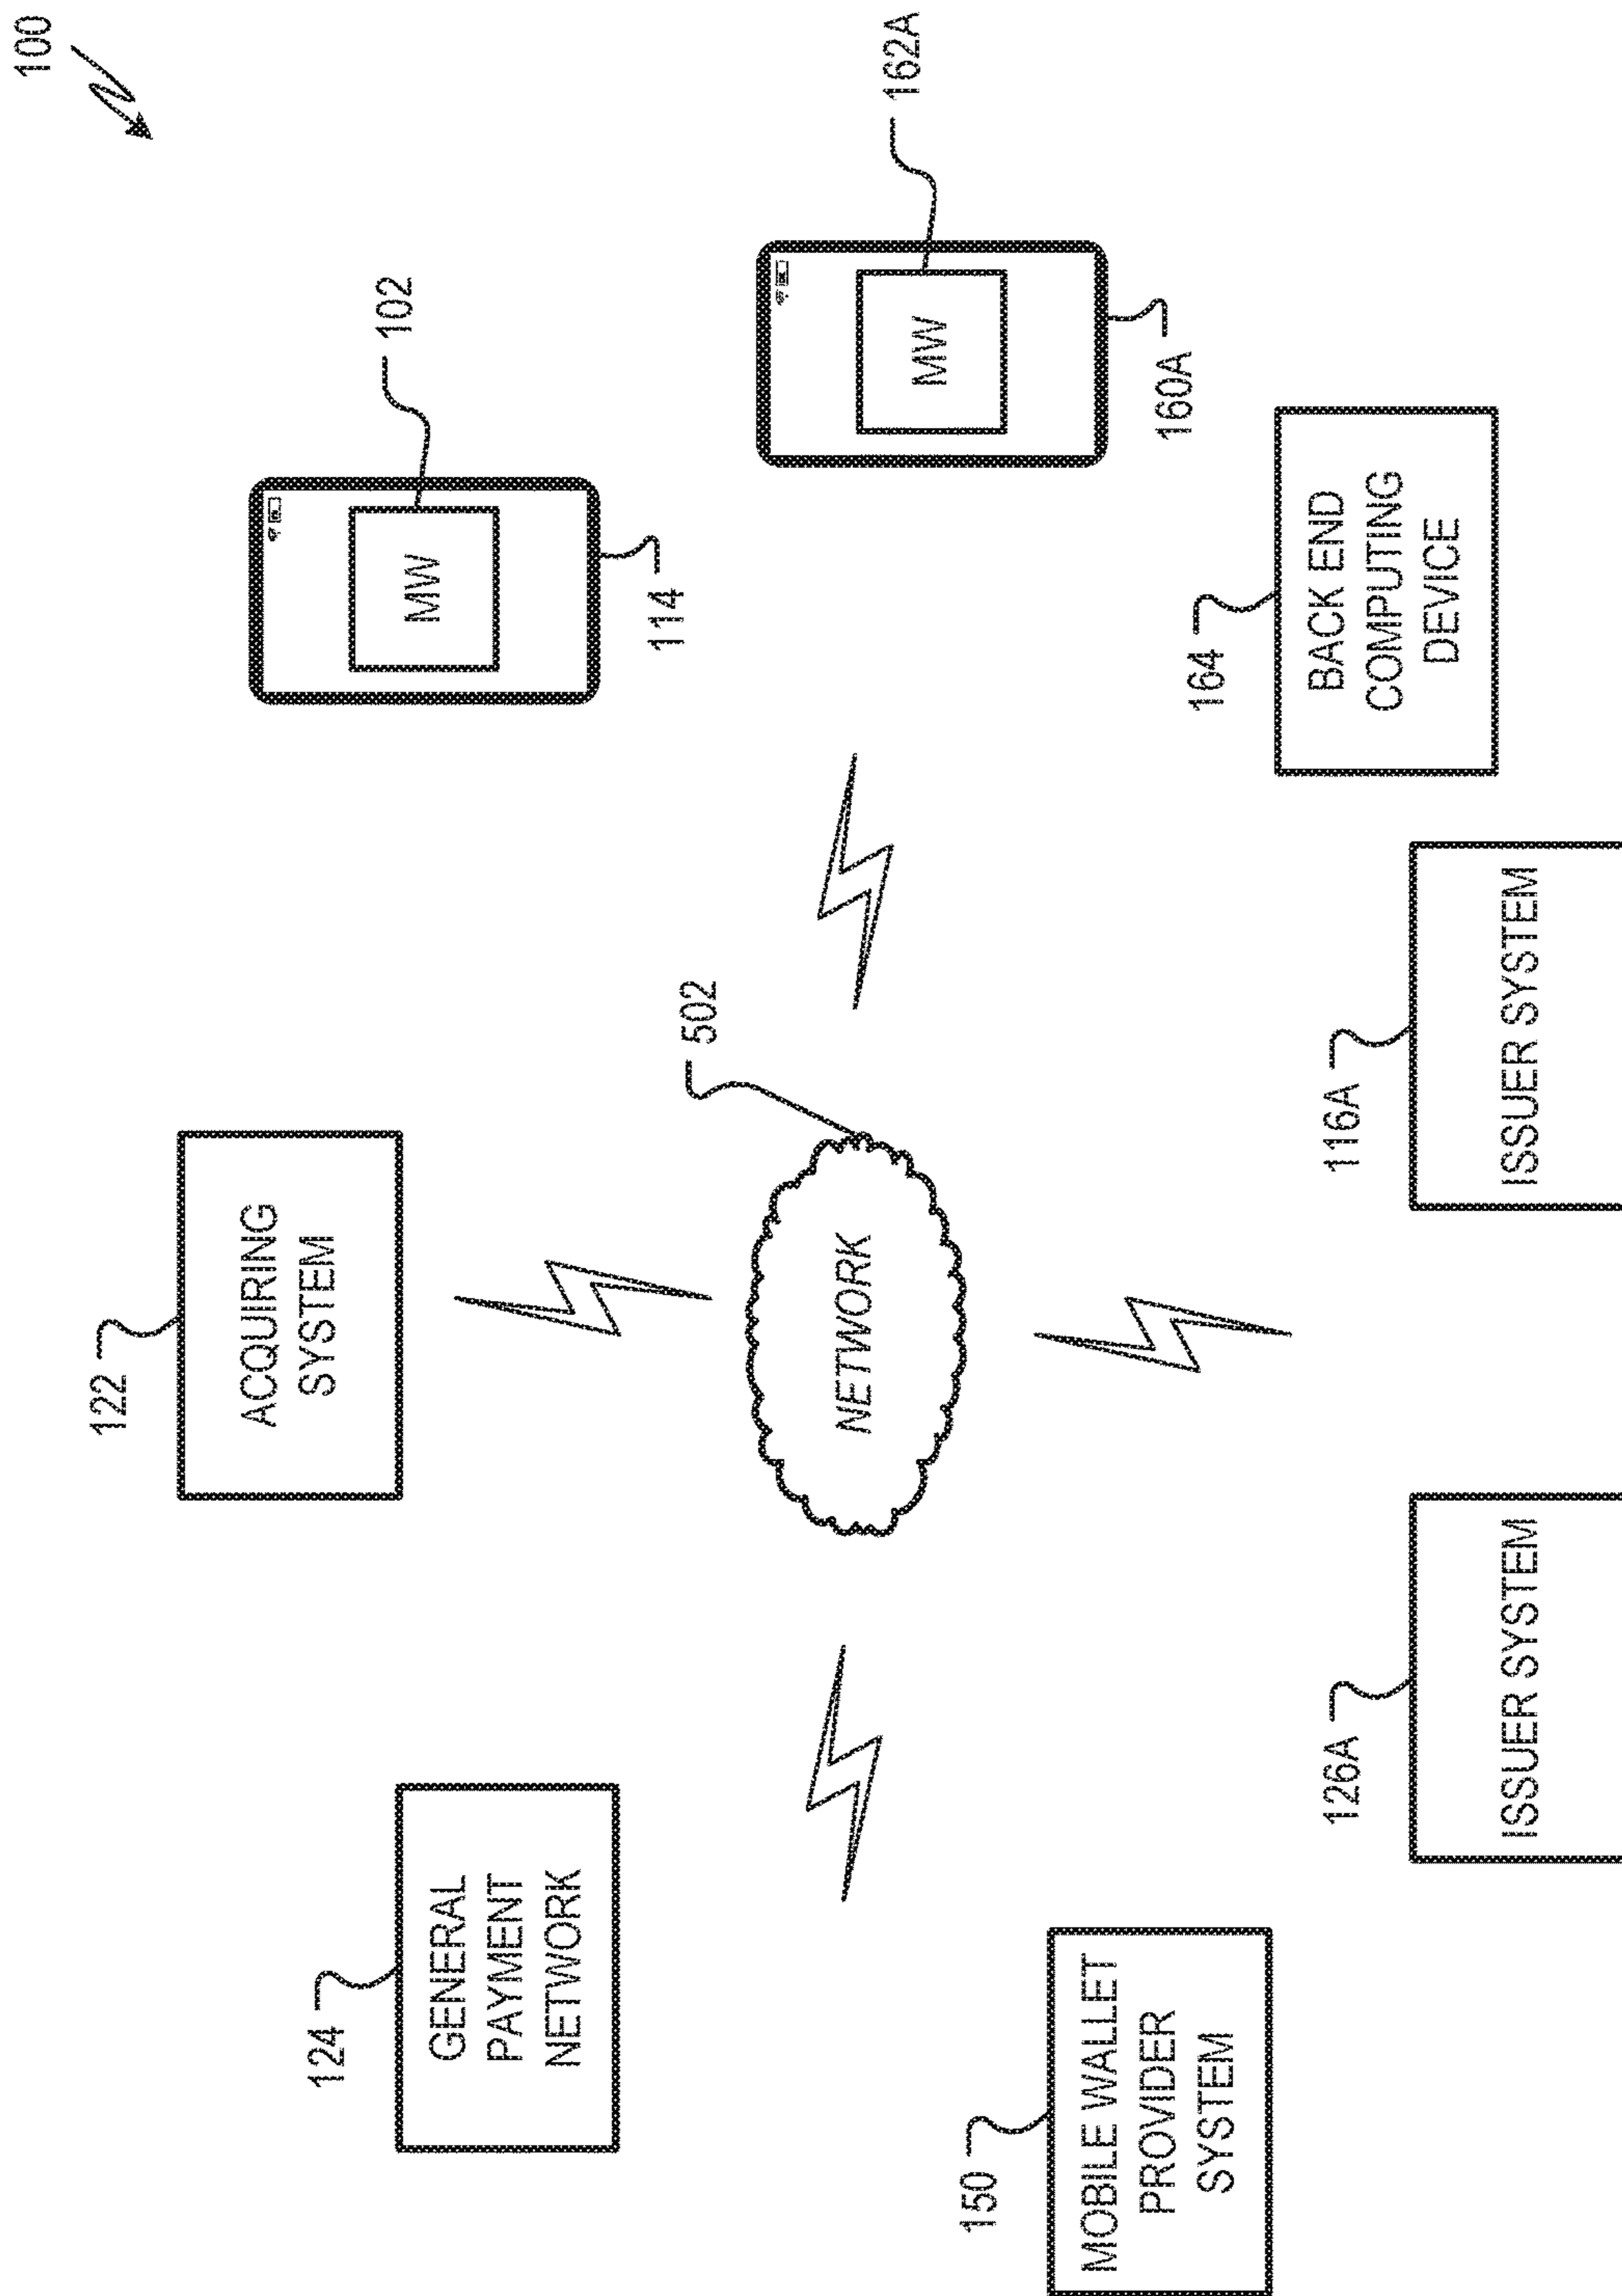 100
122
ACQUIRING
SYSTEM
102
MW
114
124
GENERAL
PAYMENT
NETWORK
502
NETWORK
162A
MW
160A
150
MOBILE WALLET
PROVIDER
SYSTEM
164
BACK END
COMPUTING
DEVICE
126A
ISSUER SYSTEM
116A
ISSUER SYSTEM